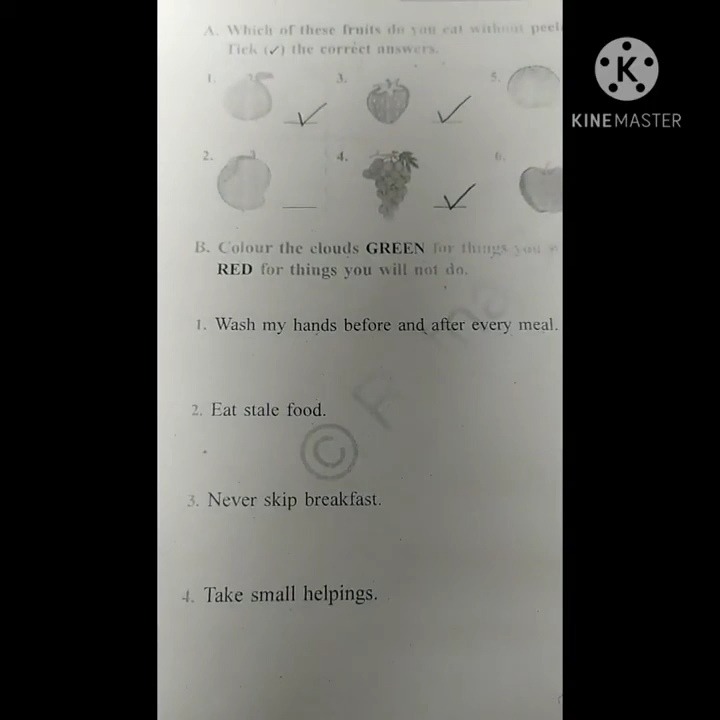 A. Which of these fruits do you eat without
Tick (✓) the correct answers.
1. 3. 5.
2. 4. 6.
B. Colour the clouds GREEN for things you
RED for things you will not do.
1. Wash my hands before and after every meal.
2. Eat stale food.
©
3. Never skip breakfast.
4. Take small helpings.
K
KINEMASTER